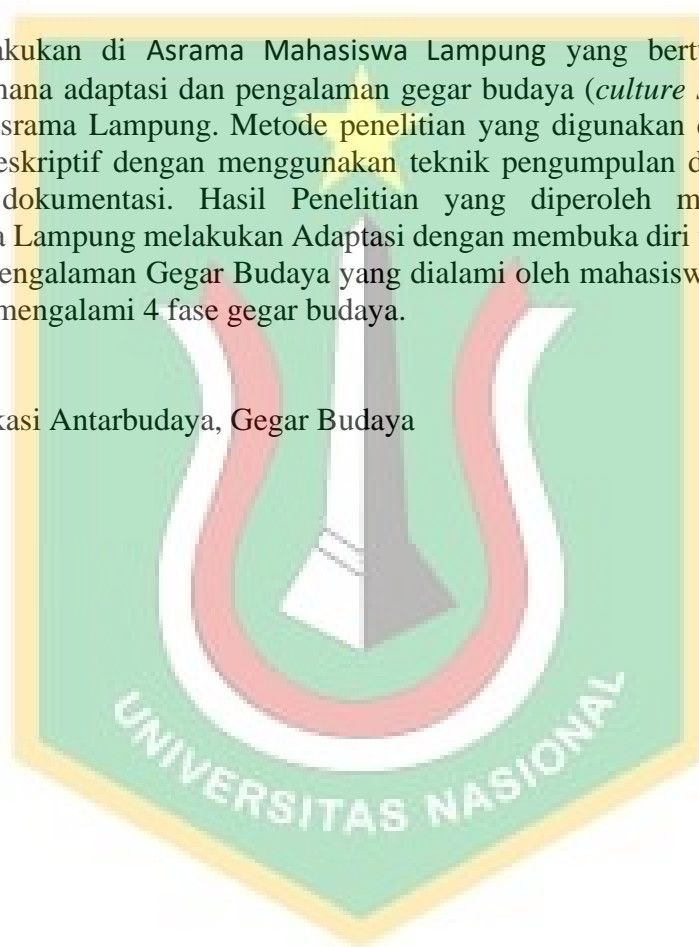 akukan di Asrama Mahasiswa Lampung yang bert
mana adaptasi dan pengalaman gegar budaya (culture
srama Lampung. Metode penelitian yang digunakan
eskriptif dengan menggunakan teknik pengumpulan d
dokumentasi. Hasil Penelitian yang diperoleh m
a Lampung melakukan Adaptasi dengan membuka diri
engalaman Gegar Budaya yang dialami oleh mahasisw
mengalami 4 fase gegar budaya.
kasi Antarbudaya, Gegar Budaya
UNIVERSITAS NASIONAL